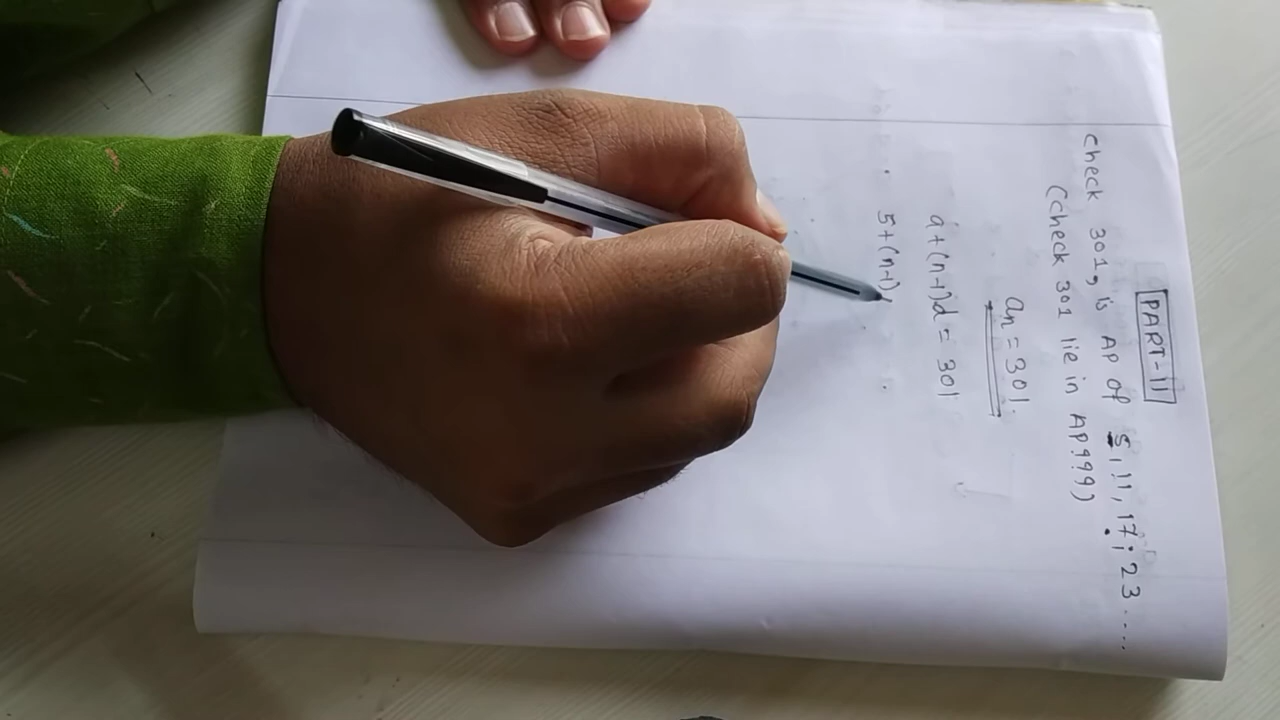 PART-11
Check 301, is AP of 5, 11, 17, 23 ....
(check 301 lie in AP???)
an = 301.
a+(n-1)d = 301
5+(n-1)